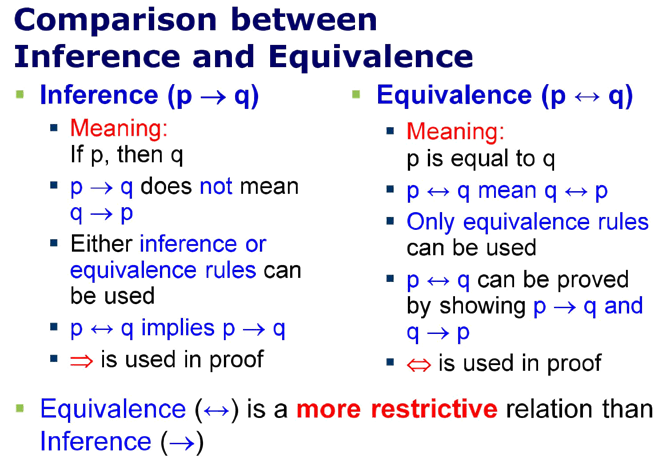 Comparison between
Inference and Equivalence
Inference (p → q)
Meaning:
If p, then q
p → q does not mean
q → p
Either inference or
equivalence rules can
be used
p ↔ q implies p → q
⇒ is used in proof
Equivalence (p ↔ q)
Meaning:
p is equal to q
p ↔ q mean q ↔ p
Only equivalence rules
can be used
p ↔ q can be proved
by showing p → q and
q → p
⇔ is used in proof
Equivalence (↔) is a more restrictive relation than
Inference (→)